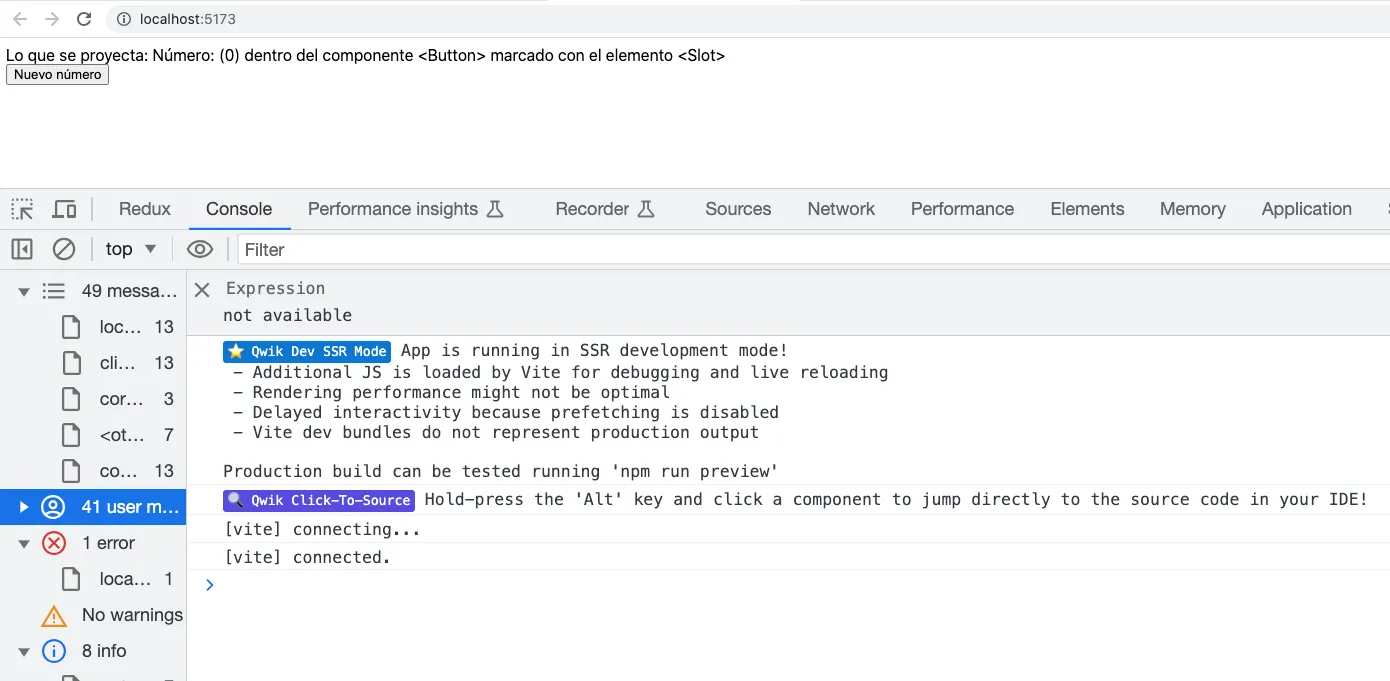 localhost:5173
Lo que se proyecta: Número: (0) dentro del componente <Button> marcado con el elemento <Slot>
Nuevo número
Redux Console Performance insights Recorder Sources Network Performance Elements Memory Application
top Filter
49 messa…
loc… 13
cli… 13
cor… 3
<ot… 7
co… 13
41 user m…
1 error
loca… 1
No warnings
8 info
Expression
not available
Qwik Dev SSR Mode App is running in SSR development mode!
– Additional JS is loaded by Vite for debugging and live reloading
– Rendering performance might not be optimal
– Delayed interactivity because prefetching is disabled
– Vite dev bundles do not represent production output
Production build can be tested running 'npm run preview'
Qwik Click-To-Source Hold-press the 'Alt' key and click a component to jump directly to the source code in your IDE!
[vite] connecting...
[vite] connected.